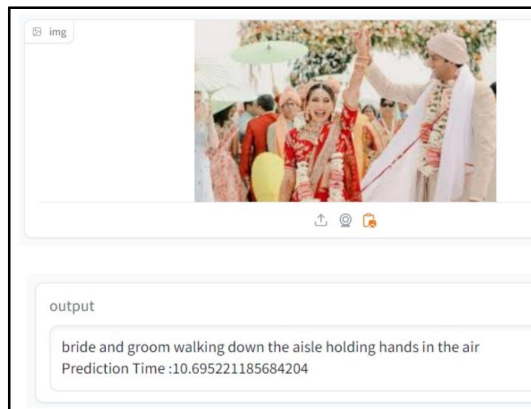 img
output
bride and groom walking down the aisle holding hands in the air
Prediction Time :10.695221185684204